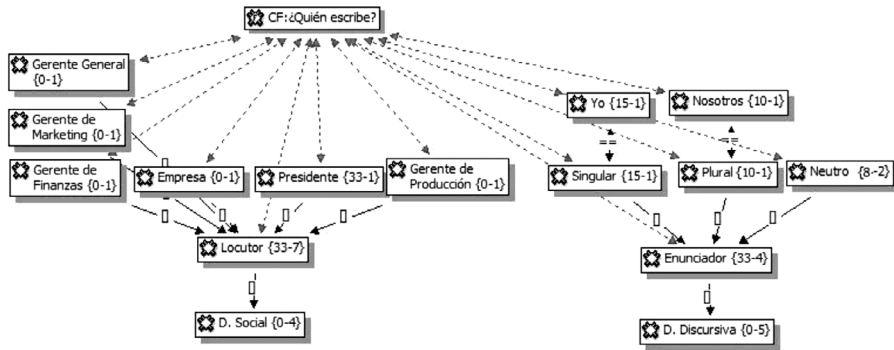 CF:¿Quién escribe?
Gerente General
{0-1}
Yo {15-1}
Nosotros {10-1}
Gerente de
Marketing {0-1}
==
==
Gerente de
Finanzas {0-1}
Empresa {0-1}
Presidente {33-1}
Gerente de
Producción {0-1}
Singular {15-1}
Plural {10-1}
Neutro {8-2}
Locutor {33-7}
Enunciador {33-4}
D. Social {0-4}
D. Discursiva {0-5}